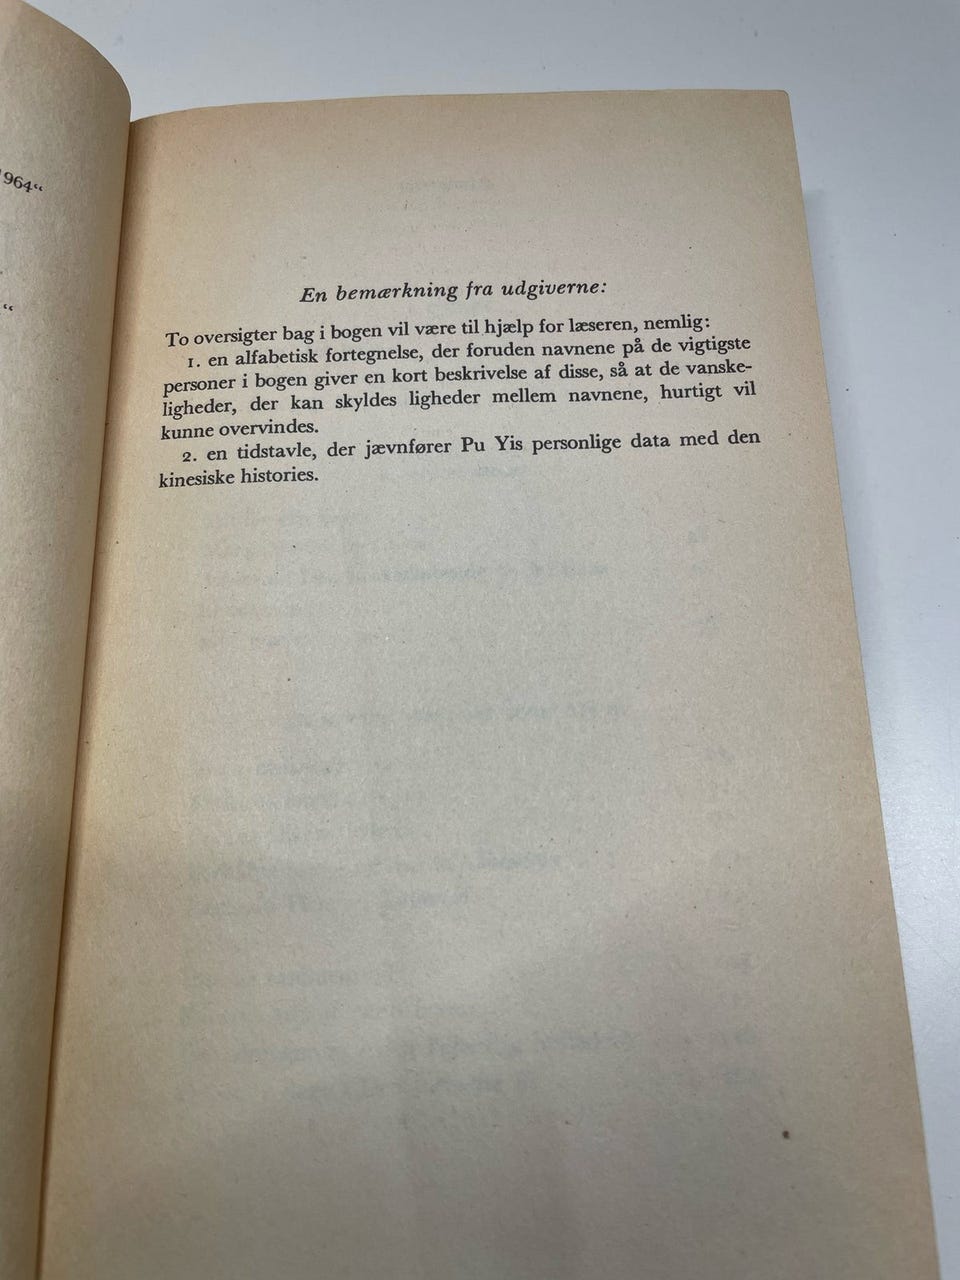 1964“
“
En bemærkning fra udgiverne:
To oversigter bag i bogen vil være til hjælp for læseren, nemlig:
1. en alfabetisk fortegnelse, der foruden navnene på de vigtigste
personer i bogen giver en kort beskrivelse af disse, så at de vanske-
ligheder, der kan skyldes ligheder mellem navnene, hurtigt vil
kunne overvindes.
2. en tidstavle, der jævnfører Pu Yis personlige data med den
kinesiske histories.